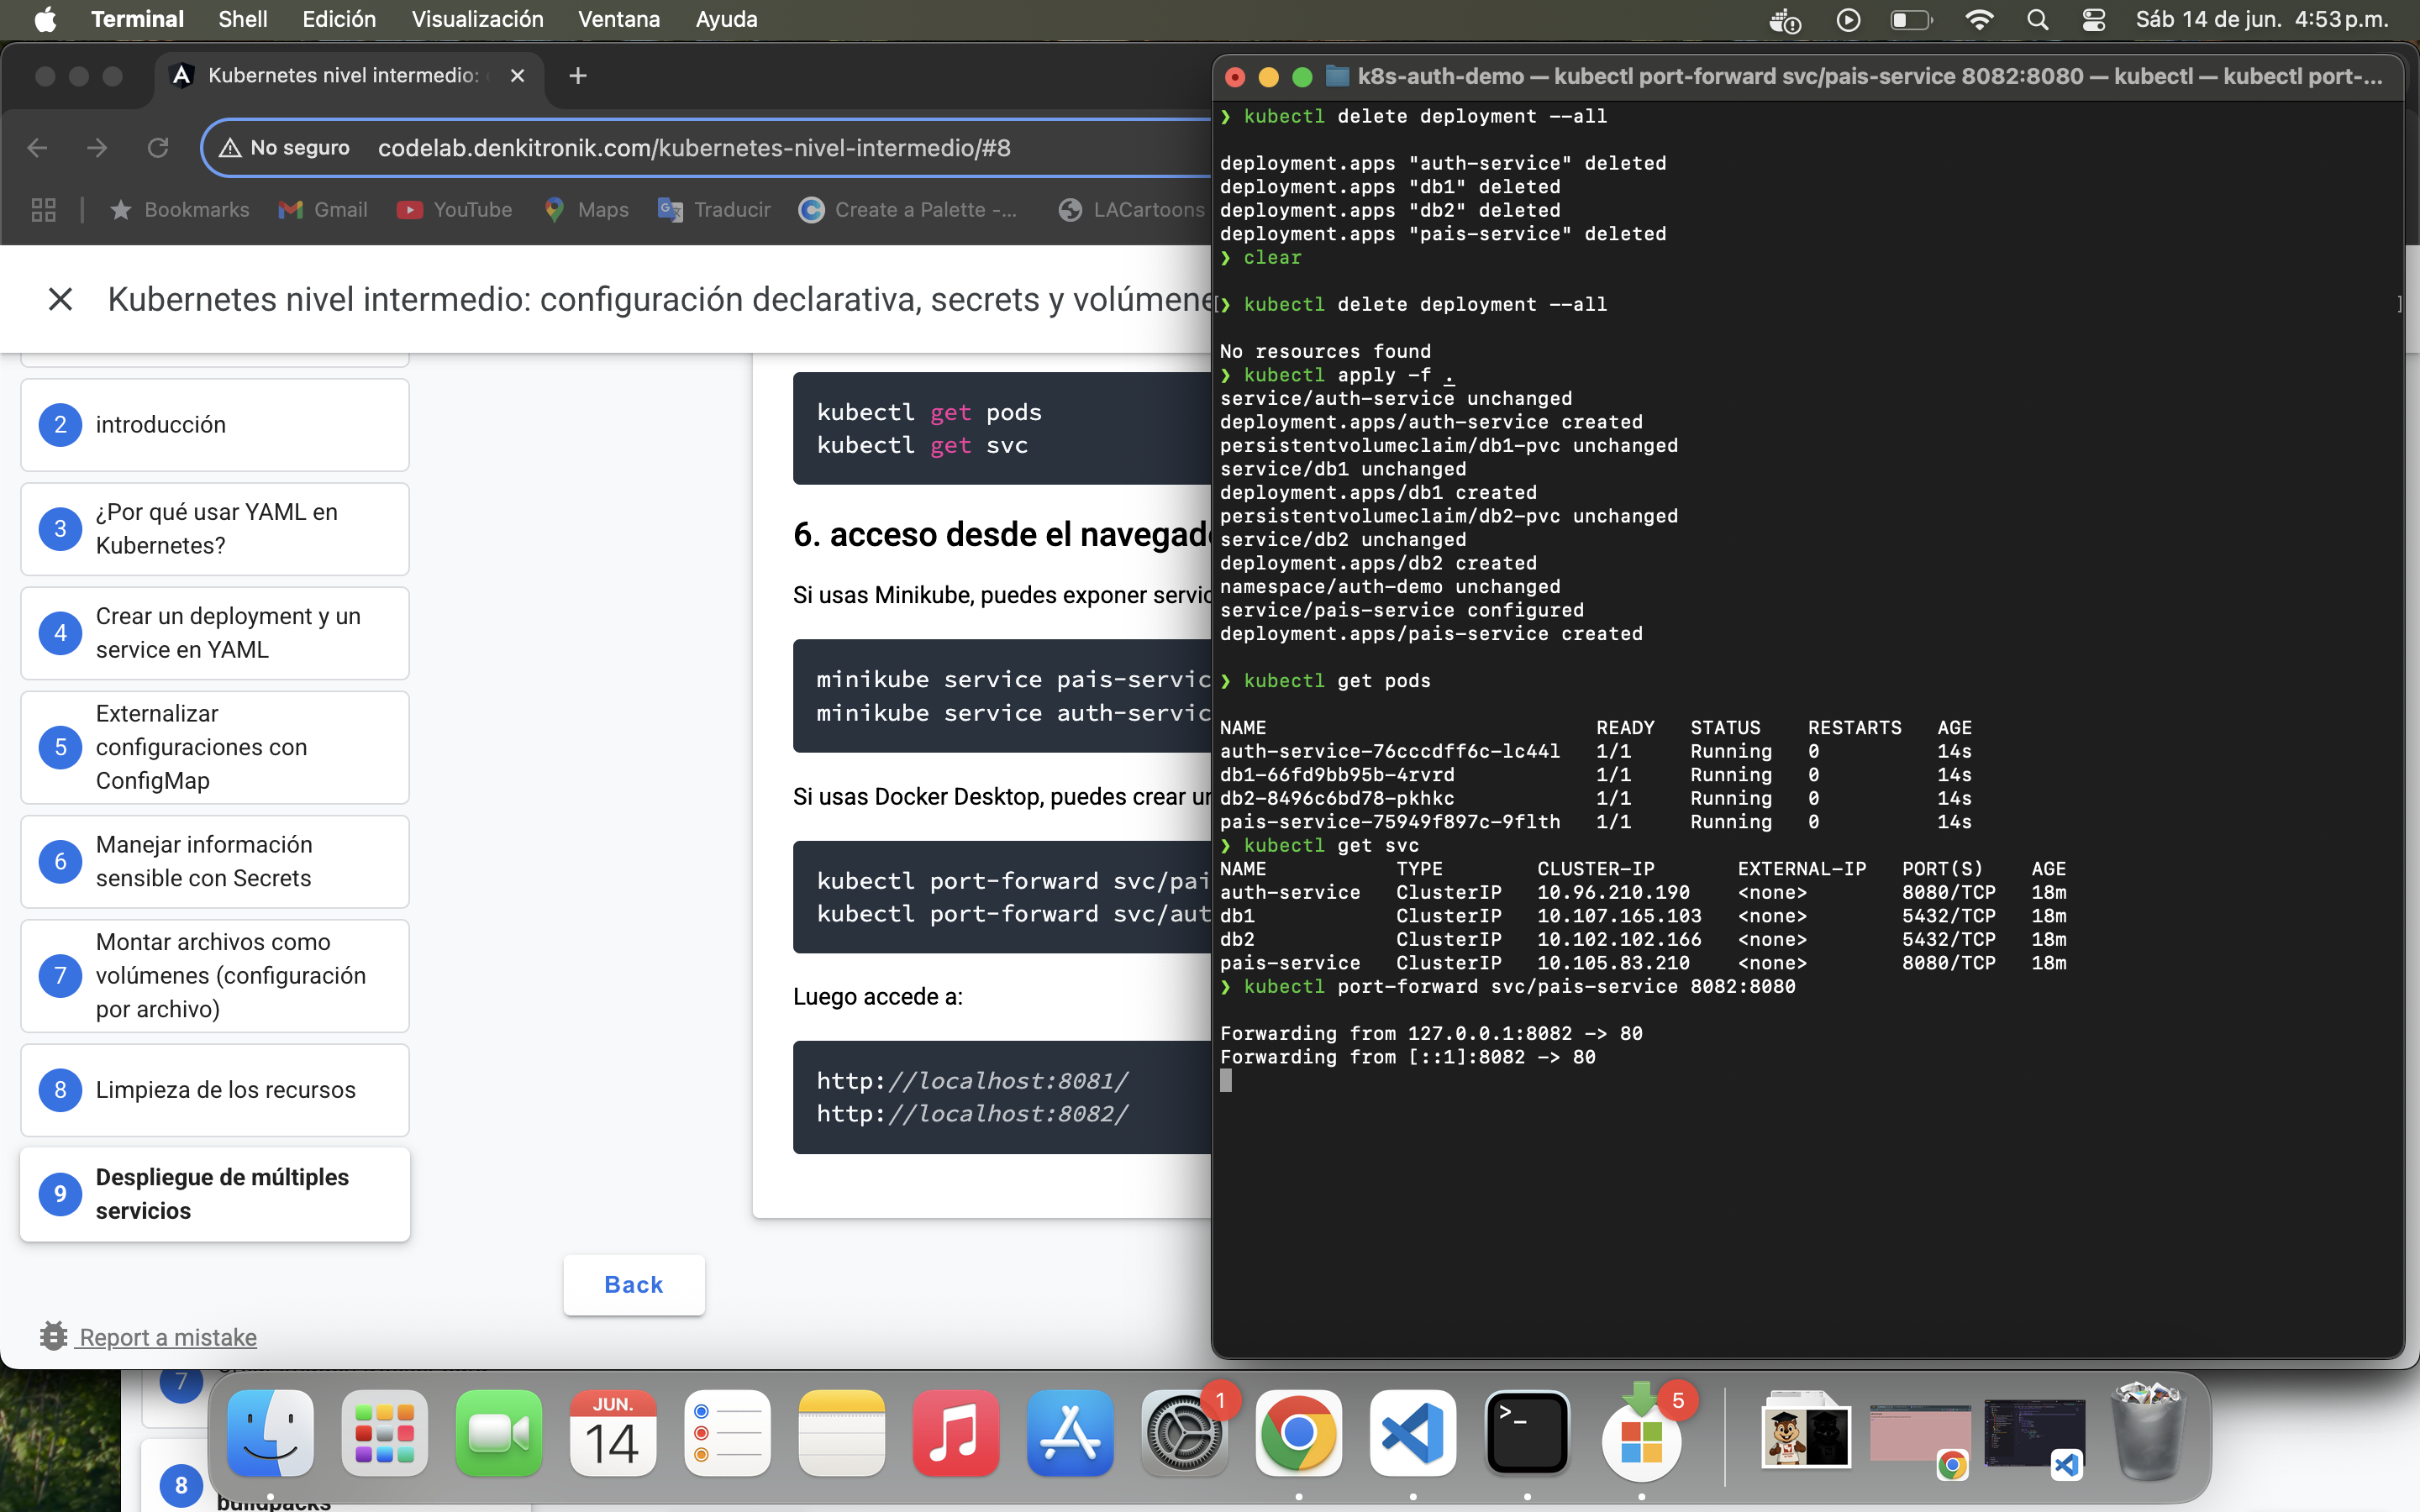 Terminal Shell Edición Visualización Ventana Ayuda
Sáb 14 de jun. 4:53 p.m.
Kubernetes nivel intermedio:
No seguro codelab.denkitronik.com/kubernetes-nivel-intermedio/#8
Bookmarks Gmail YouTube Maps Traducir Create a Palette -... LACartoons
Kubernetes nivel intermedio: configuración declarativa, secrets y volúmene
2 introducción
3 ¿Por qué usar YAML en
Kubernetes?
4 Crear un deployment y un
service en YAML
5 Externalizar
configuraciones con
ConfigMap
6 Manejar información
sensible con Secrets
7 Montar archivos como
volúmenes (configuración
por archivo)
8 Limpieza de los recursos
9 Despliegue de múltiples
servicios
Report a mistake
kubectl get pods
kubectl get svc
6. acceso desde el navegad
Si usas Minikube, puedes exponer servic
minikube service pais-servic
minikube service auth-servic
Si usas Docker Desktop, puedes crear un
kubectl port-forward svc/pai
kubectl port-forward svc/aut
Luego accede a:
http://localhost:8081/
http://localhost:8082/
Back
k8s-auth-demo — kubectl port-forward svc/pais-service 8082:8080 — kubectl — kubectl port-...
❯ kubectl delete deployment --all
deployment.apps "auth-service" deleted
deployment.apps "db1" deleted
deployment.apps "db2" deleted
deployment.apps "pais-service" deleted
❯ clear
[❯ kubectl delete deployment --all ]
No resources found
❯ kubectl apply -f .
service/auth-service unchanged
deployment.apps/auth-service created
persistentvolumeclaim/db1-pvc unchanged
service/db1 unchanged
deployment.apps/db1 created
persistentvolumeclaim/db2-pvc unchanged
service/db2 unchanged
deployment.apps/db2 created
namespace/auth-demo unchanged
service/pais-service configured
deployment.apps/pais-service created
❯ kubectl get pods
NAME READY STATUS RESTARTS AGE
auth-service-76cccdff6c-lc44l 1/1 Running 0 14s
db1-66fd9bb95b-4rvrd 1/1 Running 0 14s
db2-8496c6bd78-pkhkc 1/1 Running 0 14s
pais-service-75949f897c-9flth 1/1 Running 0 14s
❯ kubectl get svc
NAME TYPE CLUSTER-IP EXTERNAL-IP PORT(S) AGE
auth-service ClusterIP 10.96.210.190 <none> 8080/TCP 18m
db1 ClusterIP 10.107.165.103 <none> 5432/TCP 18m
db2 ClusterIP 10.102.102.166 <none> 5432/TCP 18m
pais-service ClusterIP 10.105.83.210 <none> 8080/TCP 18m
❯ kubectl port-forward svc/pais-service 8082:8080
Forwarding from 127.0.0.1:8082 -> 80
Forwarding from [::1]:8082 -> 80
7
8
buildpacks
JUN.
14
1
>_
5